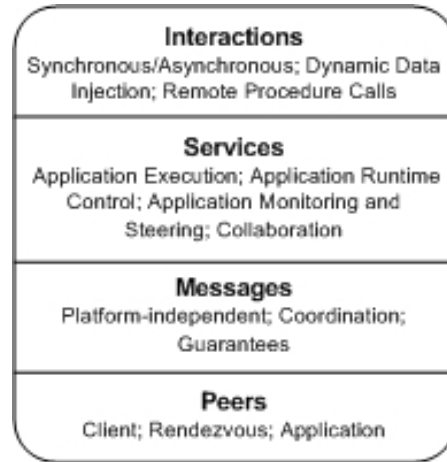 Interactions
Synchronous/Asynchronous; Dynamic Data
Injection; Remote Procedure Calls
Services
Application Execution; Application Runtime
Control; Application Monitoring and
Steering; Collaboration
Messages
Platform-independent; Coordination;
Guarantees
Peers
Client; Rendezvous; Application